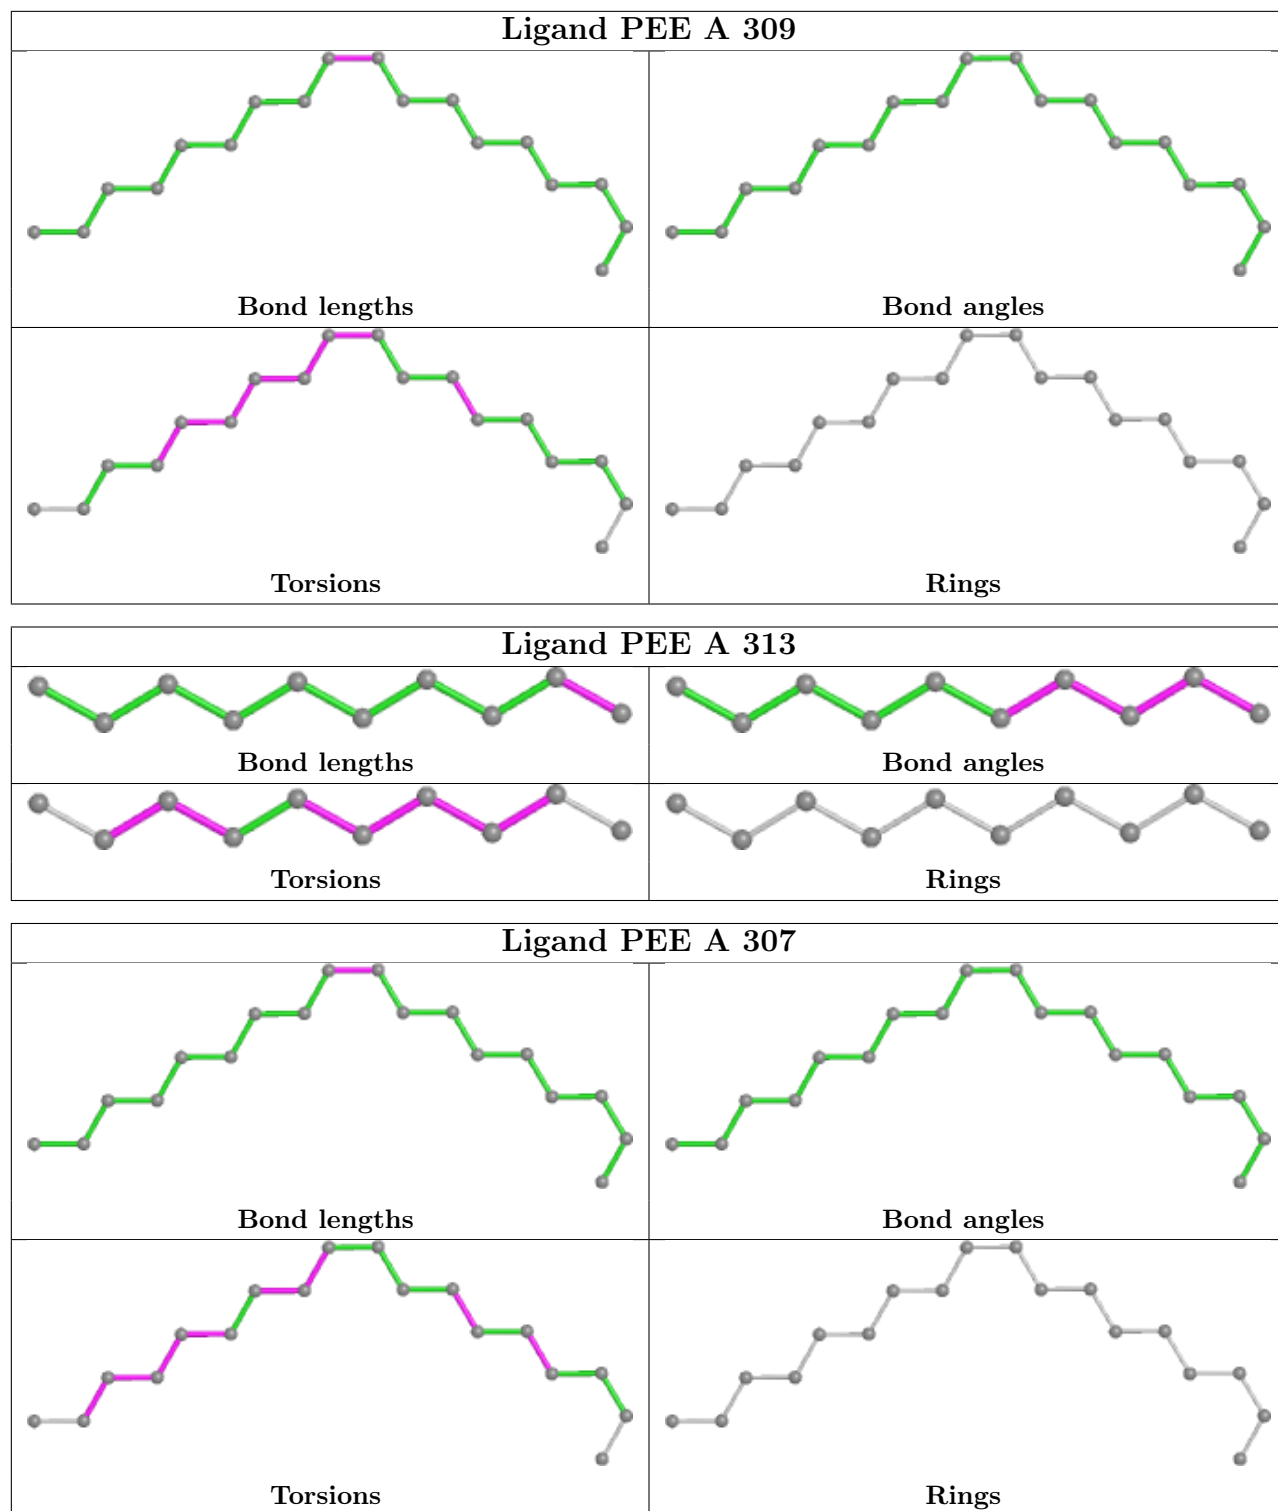 Ligand PEE A 309
Bond lengths
Bond angles
Torsions
Rings
Ligand PEE A 313
Bond lengths
Bond angles
Torsions
Rings
Ligand PEE A 307
Bond lengths
Bond angles
Torsions
Rings